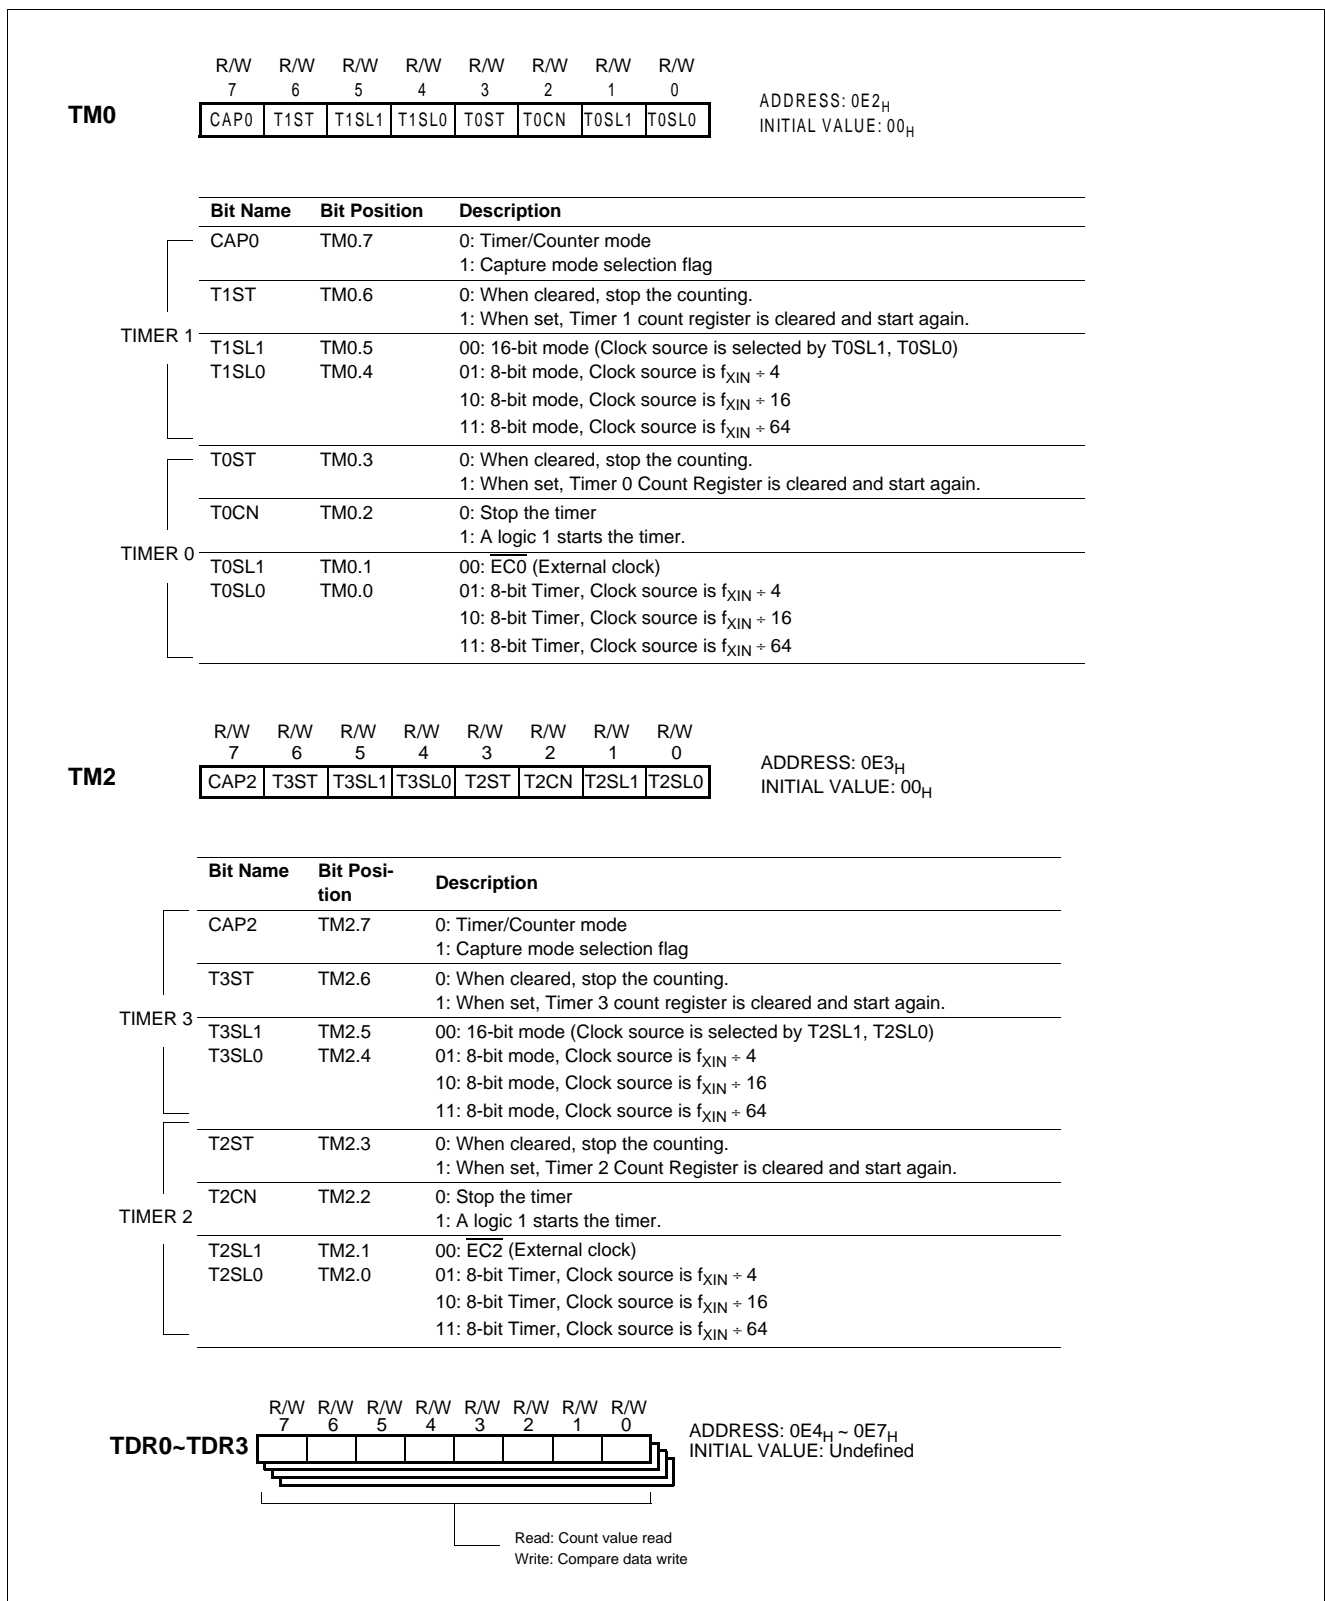 R/W R/W R/W R/W R/W R/W R/W R/W
7 6 5 4 3 2 1 0
TM0 CAP0 T1ST T1SL1 T1SL0 T0ST T0CN T0SL1 T0SL0
ADDRESS: 0E2H
INITIAL VALUE: 00H
Bit Name Bit Position Description
CAP0 TM0.7 0: Timer/Counter mode
1: Capture mode selection flag
T1ST TM0.6 0: When cleared, stop the counting.
1: When set, Timer 1 count register is cleared and start again.
TIMER 1
T1SL1 TM0.5 00: 16-bit mode (Clock source is selected by T0SL1, T0SL0)
T1SL0 TM0.4 01: 8-bit mode, Clock source is fXIN ÷ 4
10: 8-bit mode, Clock source is fXIN ÷ 16
11: 8-bit mode, Clock source is fXIN ÷ 64
T0ST TM0.3 0: When cleared, stop the counting.
1: When set, Timer 0 Count Register is cleared and start again.
T0CN TM0.2 0: Stop the timer
1: A logic 1 starts the timer.
TIMER 0
T0SL1 TM0.1 00: EC0 (External clock)
T0SL0 TM0.0 01: 8-bit Timer, Clock source is fXIN ÷ 4
10: 8-bit Timer, Clock source is fXIN ÷ 16
11: 8-bit Timer, Clock source is fXIN ÷ 64
R/W R/W R/W R/W R/W R/W R/W R/W
7 6 5 4 3 2 1 0
TM2 CAP2 T3ST T3SL1 T3SL0 T2ST T2CN T2SL1 T2SL0
ADDRESS: 0E3H
INITIAL VALUE: 00H
Bit Name Bit Posi-
tion Description
CAP2 TM2.7 0: Timer/Counter mode
1: Capture mode selection flag
T3ST TM2.6 0: When cleared, stop the counting.
1: When set, Timer 3 count register is cleared and start again.
TIMER 3
T3SL1 TM2.5 00: 16-bit mode (Clock source is selected by T2SL1, T2SL0)
T3SL0 TM2.4 01: 8-bit mode, Clock source is fXIN ÷ 4
10: 8-bit mode, Clock source is fXIN ÷ 16
11: 8-bit mode, Clock source is fXIN ÷ 64
T2ST TM2.3 0: When cleared, stop the counting.
1: When set, Timer 2 Count Register is cleared and start again.
T2CN TM2.2 0: Stop the timer
1: A logic 1 starts the timer.
TIMER 2
T2SL1 TM2.1 00: EC2 (External clock)
T2SL0 TM2.0 01: 8-bit Timer, Clock source is fXIN ÷ 4
10: 8-bit Timer, Clock source is fXIN ÷ 16
11: 8-bit Timer, Clock source is fXIN ÷ 64
R/W R/W R/W R/W R/W R/W R/W R/W
7 6 5 4 3 2 1 0
TDR0~TDR3
ADDRESS: 0E4H ~ 0E7H
INITIAL VALUE: Undefined
Read: Count value read
Write: Compare data write